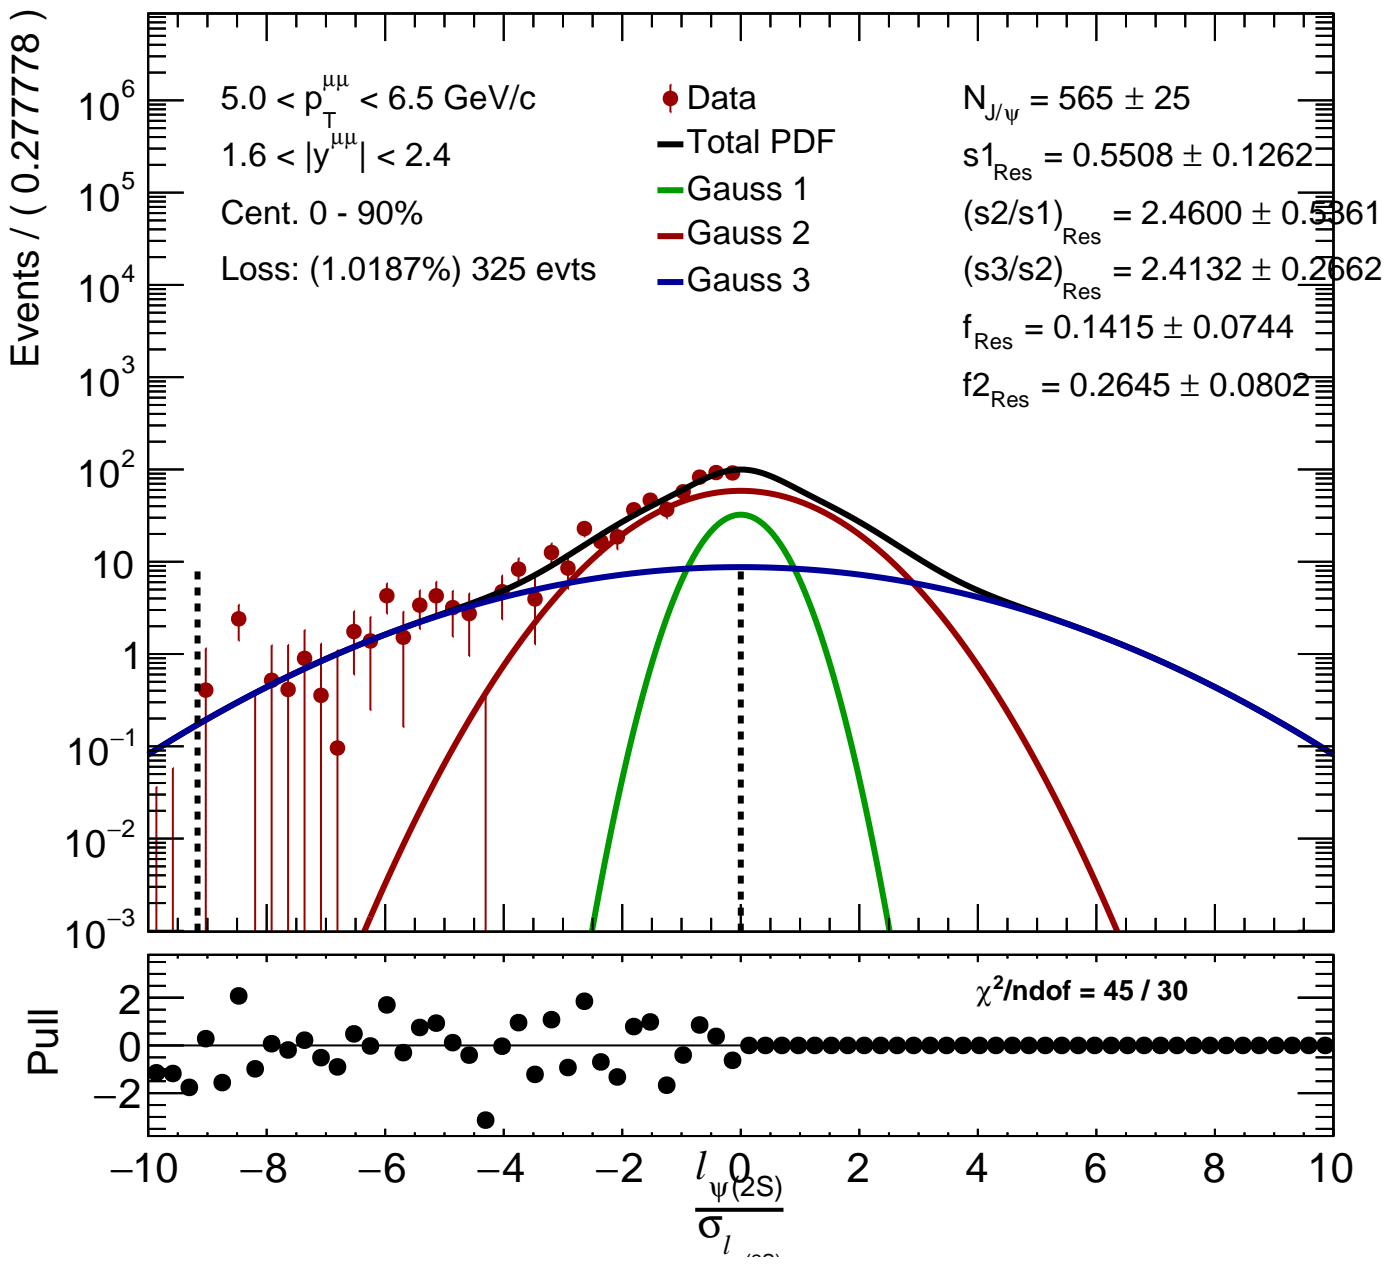 Events / ( 0.277778 )
5.0 < p_T^μμ < 6.5 GeV/c
1.6 < |y^μμ| < 2.4
Cent. 0 - 90%
Loss: (1.0187%) 325 evts
Data
Total PDF
Gauss 1
Gauss 2
Gauss 3
N_J/ψ = 565 ± 25
s1_Res = 0.5508 ± 0.1262
(s2/s1)_Res = 2.4600 ± 0.5361
(s3/s2)_Res = 2.4132 ± 0.2662
f_Res = 0.1415 ± 0.0744
f2_Res = 0.2645 ± 0.0802
10^6
10^5
10^4
10^3
10^2
10
1
10^−1
10^−2
10^−3
Pull
2
0
−2
χ^2/ndof = 45 / 30
−10 −8 −6 −4 −2 0 2 4 6 8 10
l_ψ(2S)
σ_l